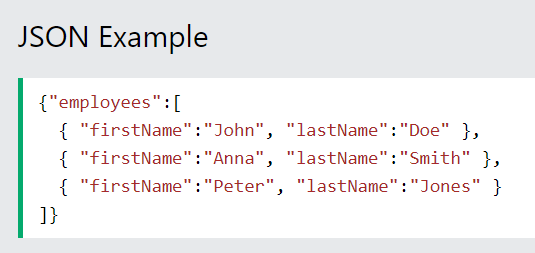 JSON Example
{"employees":[
  { "firstName":"John", "lastName":"Doe" },
  { "firstName":"Anna", "lastName":"Smith" },
  { "firstName":"Peter", "lastName":"Jones" }
]}